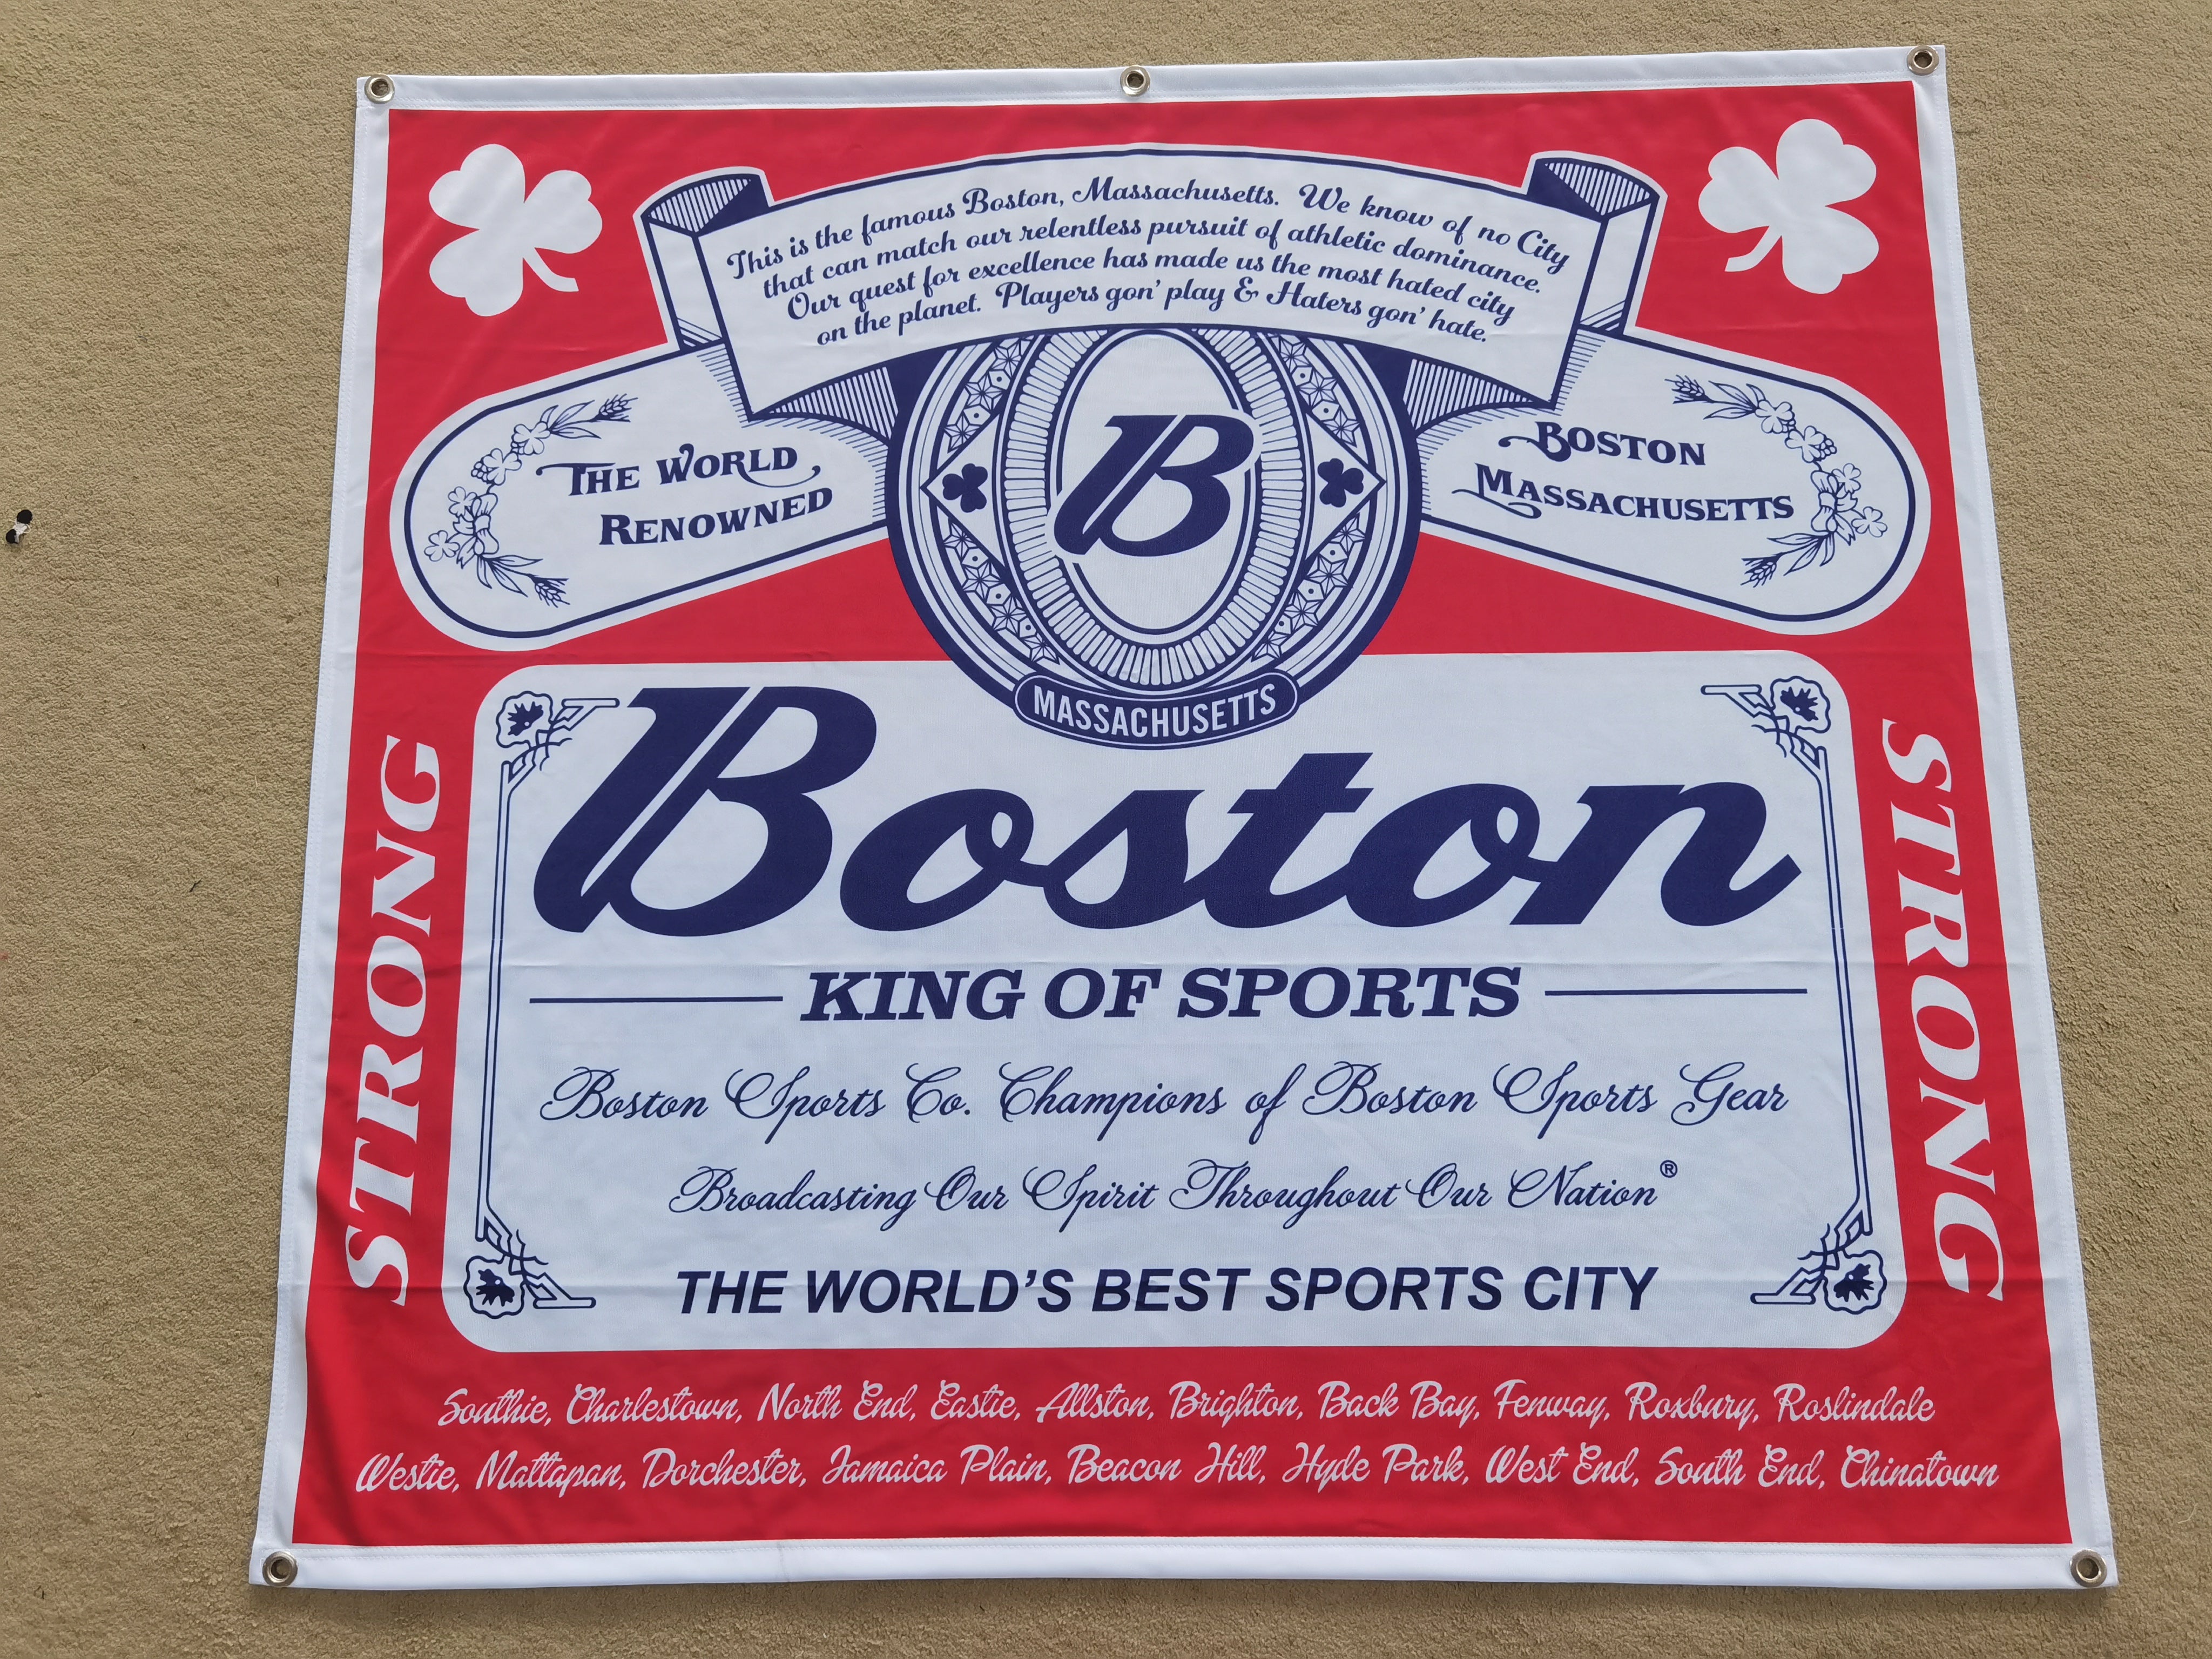 This is the famous Boston, Massachusetts. We know of no City
that can match our relentless pursuit of athletic dominance.
Our quest for excellence has made us the most hated city
on the planet. Players gon' play & Haters gon' hate.
THE WORLD
RENOWNED
B
BOSTON
MASSACHUSETTS
MASSACHUSETTS
Boston
STRONG
STRONG
KING OF SPORTS
Boston Sports Co. Champions of Boston Sports Gear
Broadcasting Our Spirit Throughout Our Nation®
THE WORLD'S BEST SPORTS CITY
Southie, Charlestown, North End, Eastie, Allston, Brighton, Back Bay, Fenway, Roxbury, Roslindale
Westie, Mattapan, Dorchester, Jamaica Plain, Beacon Hill, Hyde Park, West End, South End, Chinatown